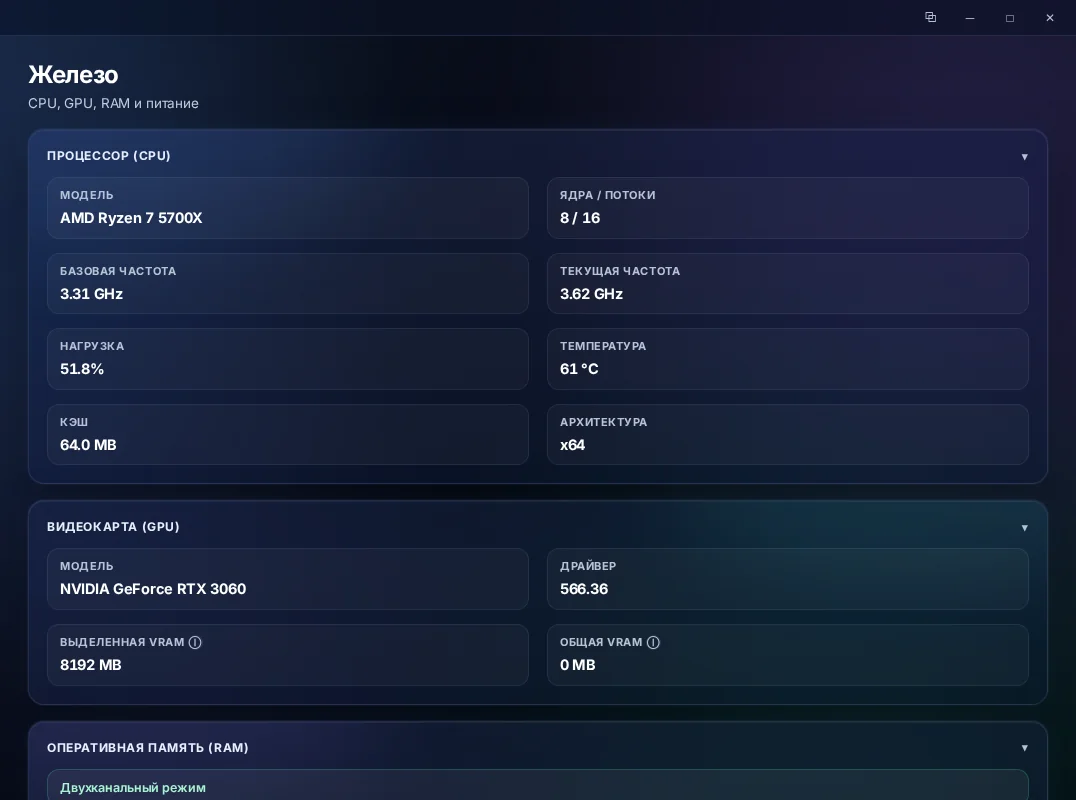 Железо
CPU, GPU, RAM и питание
ПРОЦЕССОР (CPU)
МОДЕЛЬ
AMD Ryzen 7 5700X
ЯДРА / ПОТОКИ
8 / 16
БАЗОВАЯ ЧАСТОТА
3.31 GHz
ТЕКУЩАЯ ЧАСТОТА
3.62 GHz
НАГРУЗКА
51.8%
ТЕМПЕРАТУРА
61 °C
КЭШ
64.0 MB
АРХИТЕКТУРА
x64
ВИДЕОКАРТА (GPU)
МОДЕЛЬ
NVIDIA GeForce RTX 3060
ДРАЙВЕР
566.36
ВЫДЕЛЕННАЯ VRAM ⓘ
8192 MB
ОБЩАЯ VRAM ⓘ
0 MB
ОПЕРАТИВНАЯ ПАМЯТЬ (RAM)
Двухканальный режим